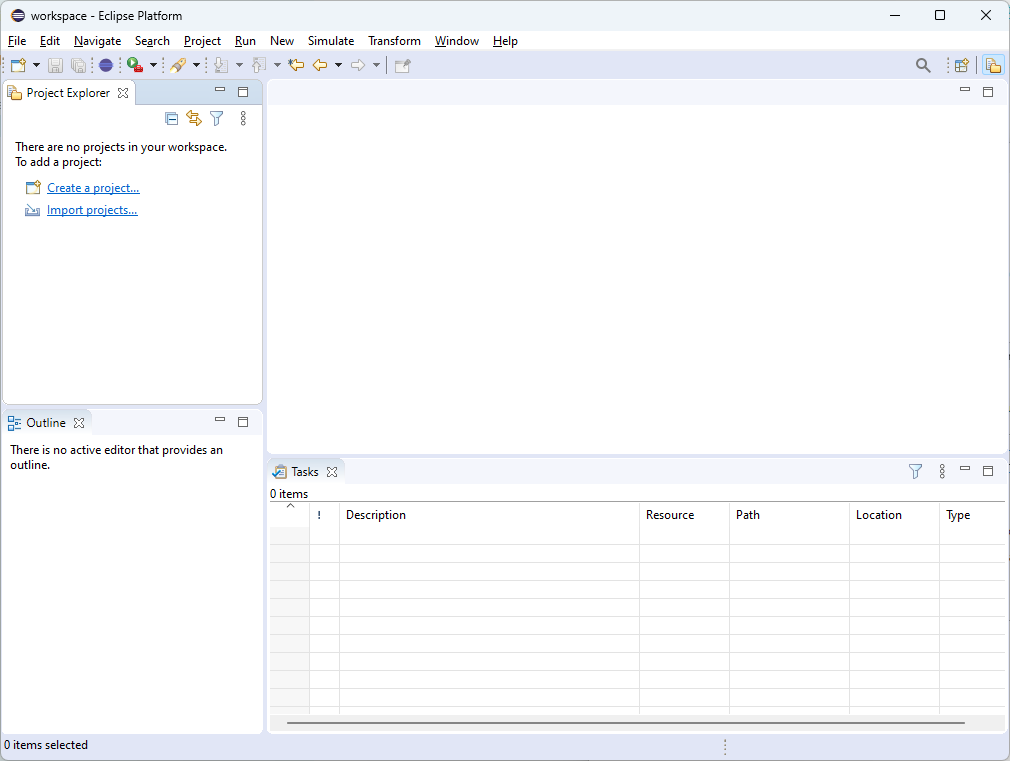 workspace - Eclipse Platform
File Edit Navigate Search Project Run New Simulate Transform Window Help
Project Explorer
There are no projects in your workspace.
To add a project:
Create a project...
Import projects...
Outline
There is no active editor that provides an
outline.
Tasks
0 items
! Description Resource Path Location Type
0 items selected